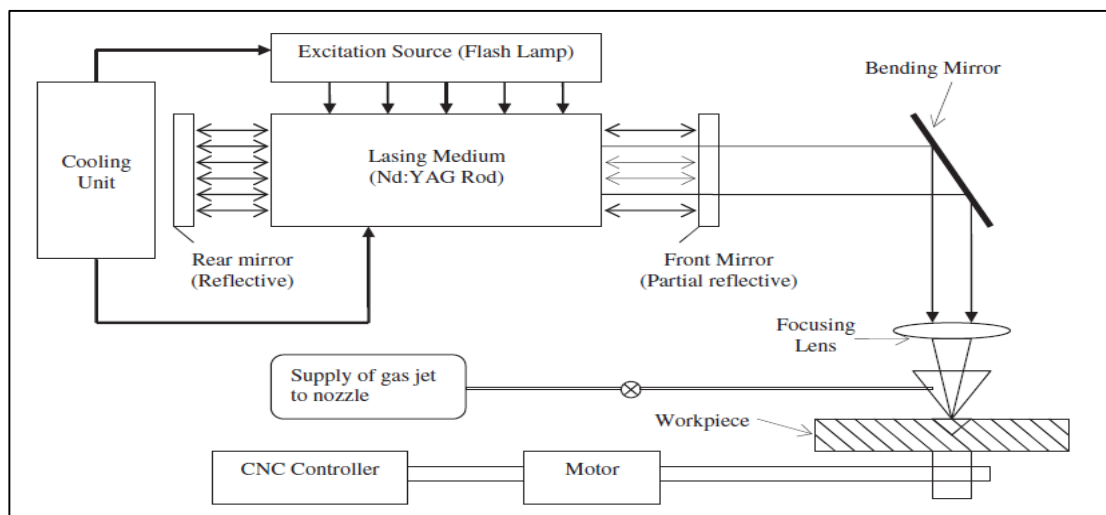 Excitation Source (Flash Lamp)
Bending Mirror
Cooling
Unit
Lasing Medium
(Nd:YAG Rod)
Rear mirror
(Reflective)
Front Mirror
(Partial reflective)
Focusing
Lens
Supply of gas jet
to nozzle
Workpiece
CNC Controller
Motor